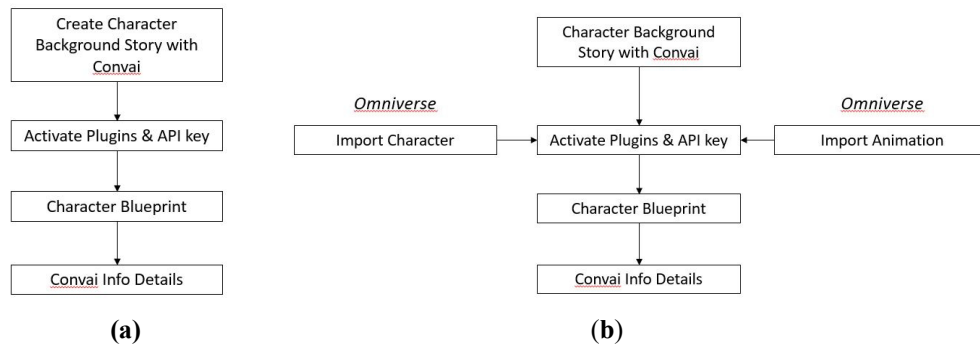 Create Character
Background Story with
Convai
Activate Plugins & API key
Character Blueprint
Convai Info Details
(a)
Character Background
Story with Convai
Omniverse
Import Character
Activate Plugins & API key
Omniverse
Import Animation
Character Blueprint
Convai Info Details
(b)